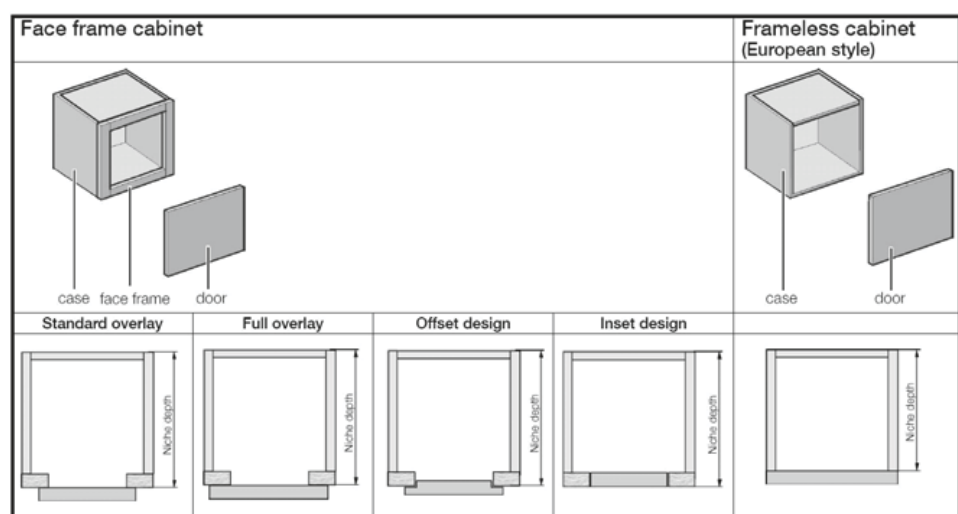 Face frame cabinet
Frameless cabinet
(European style)
case face frame door
case door
Standard overlay
Full overlay
Offset design
Inset design
Niche depth
Niche depth
Niche depth
Niche depth
Niche depth